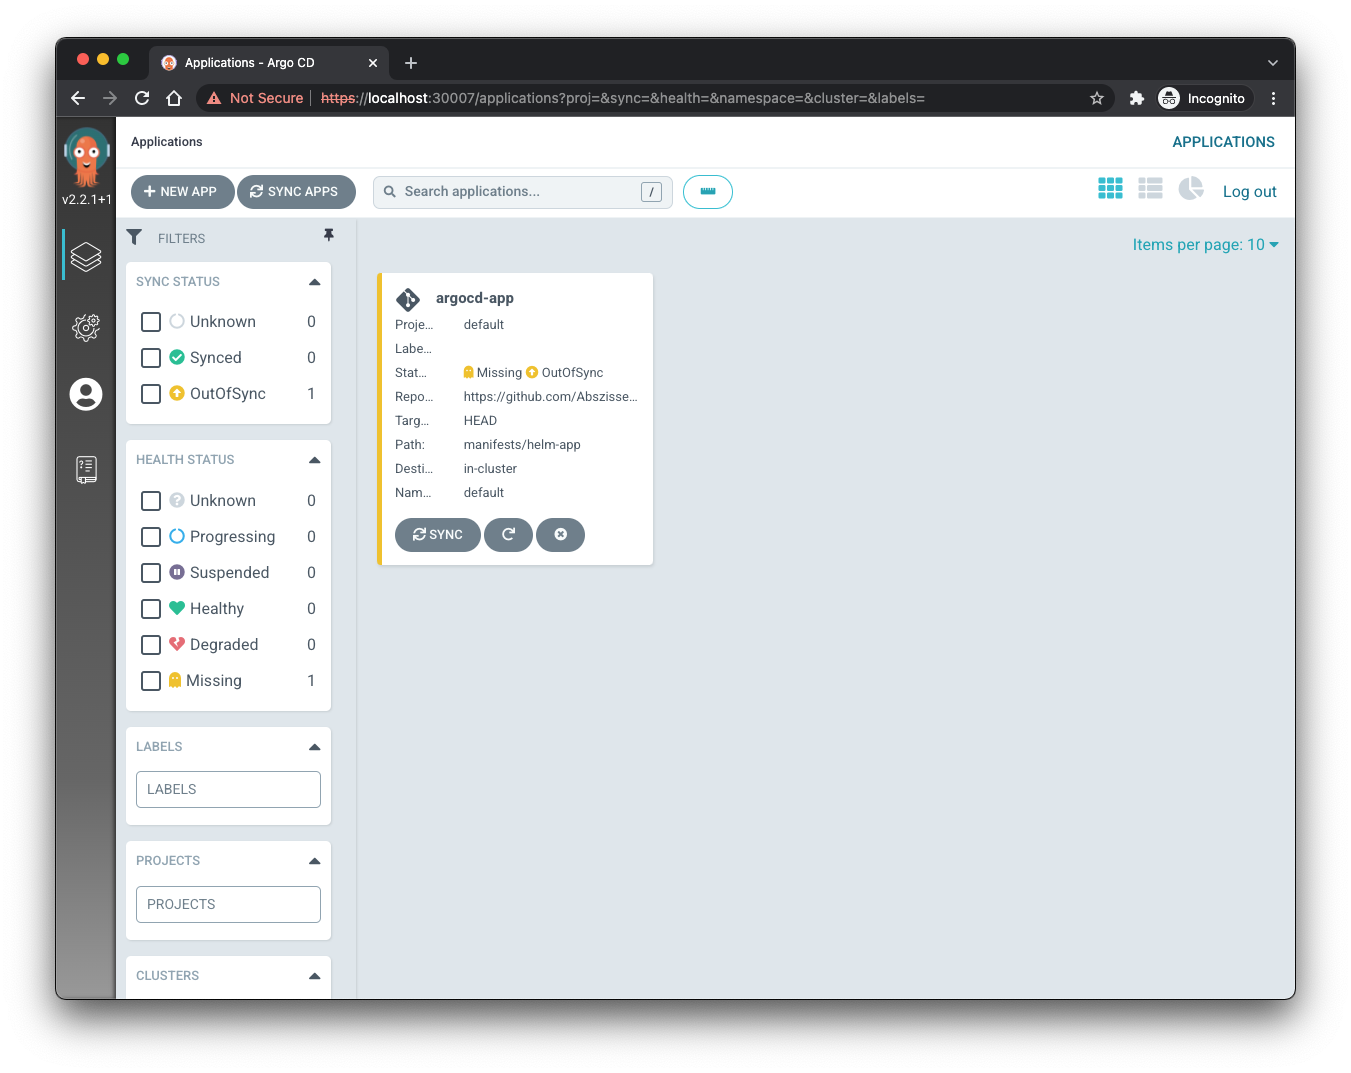 Applications - Argo CD
Not Secure https://localhost:30007/applications?proj=&sync=&health=&namespace=&cluster=&labels=
Incognito
v2.2.1+1
Applications
APPLICATIONS
NEW APP
SYNC APPS
Search applications...
/
Log out
FILTERS
Items per page: 10
SYNC STATUS
Unknown 0
Synced 0
OutOfSync 1
HEALTH STATUS
Unknown 0
Progressing 0
Suspended 0
Healthy 0
Degraded 0
Missing 1
LABELS
LABELS
PROJECTS
PROJECTS
CLUSTERS
argocd-app
Proje... default
Labe...
Stat... Missing OutOfSync
Repo... https://github.com/Abszisse...
Targ... HEAD
Path: manifests/helm-app
Desti... in-cluster
Nam... default
SYNC